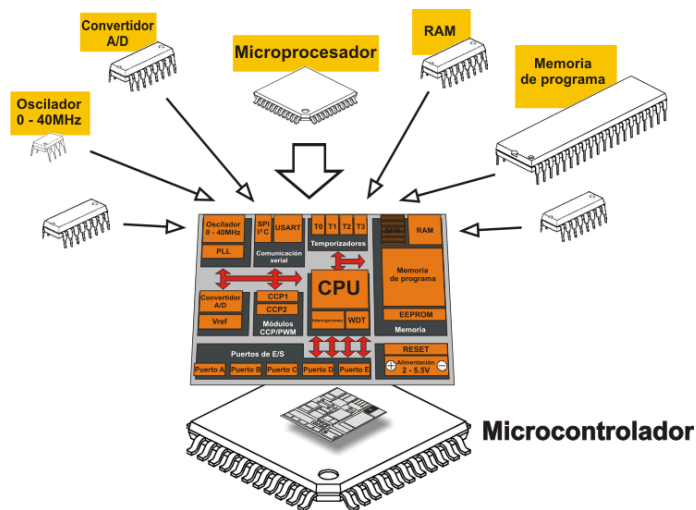 Convertidor
A/D
Microprocesador
RAM
Memoria
de programa
Oscilador
0 - 40MHz
Oscilador
0 - 40MHz
PLL
SPI
I²C
USART
Comunicación
serial
T0
T1
T2
T3
Temporizadores
SFR
RAM
Memoria
de programa
EEPROM
Memoria
CPU
Interrupciones
WDT
Convertidor
A/D
Vref
CCP1
CCP2
Módulos
CCP/PWM
Puertos de E/S
Puerto A
Puerto B
Puerto C
Puerto D
Puerto E
RESET
Alimentación
2 - 5.5V
+
−
Microcontrolador